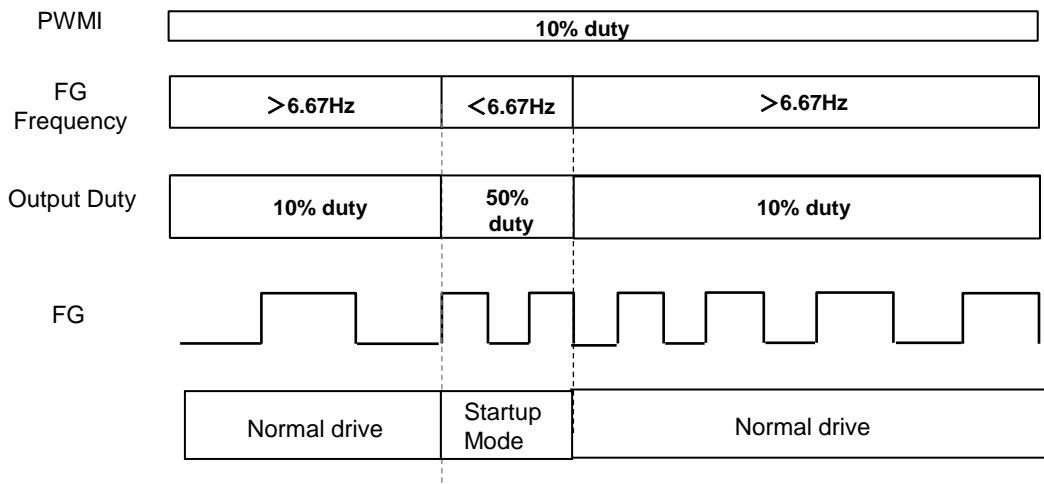 PWMI
10% duty
FG
Frequency
＞6.67Hz
＜6.67Hz
＞6.67Hz
Output Duty
10% duty
50%
duty
10% duty
FG
Normal drive
Startup
Mode
Normal drive